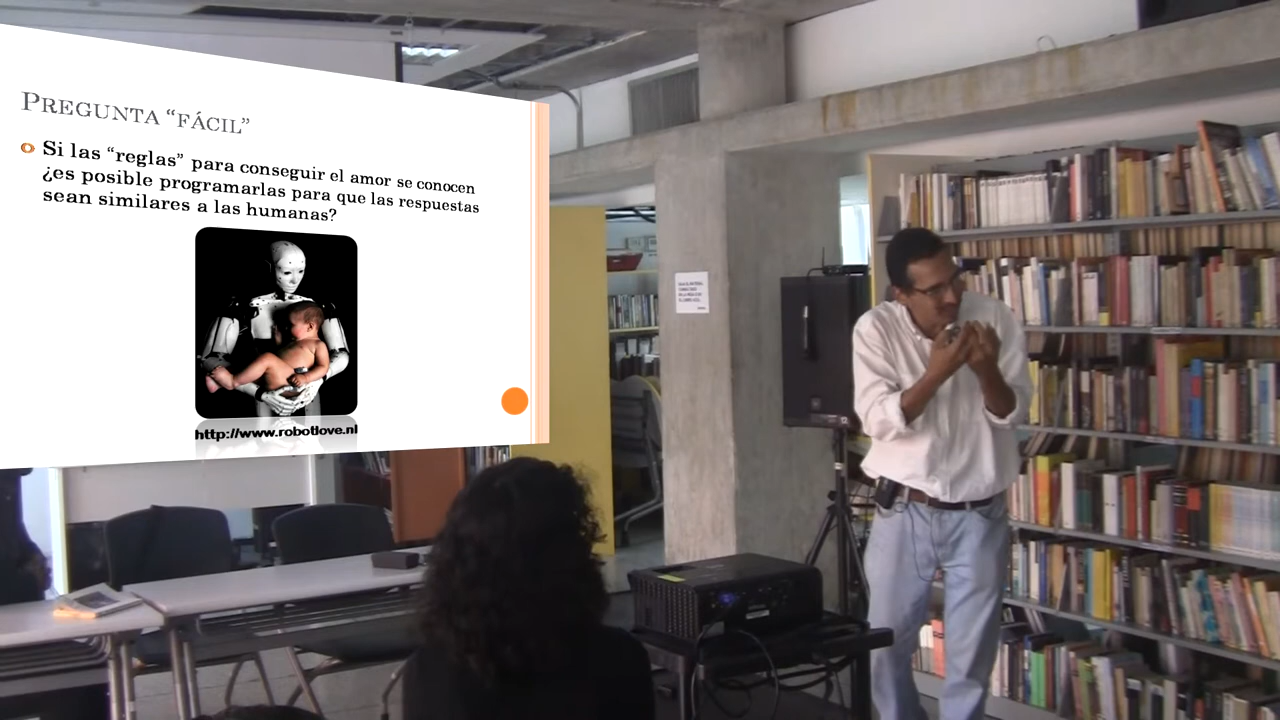 PREGUNTA “FÁCIL”
Si las “reglas” para conseguir el amor se conocen
¿es posible programarlas para que las respuestas
sean similares a las humanas?
http://www.robotlove.nl